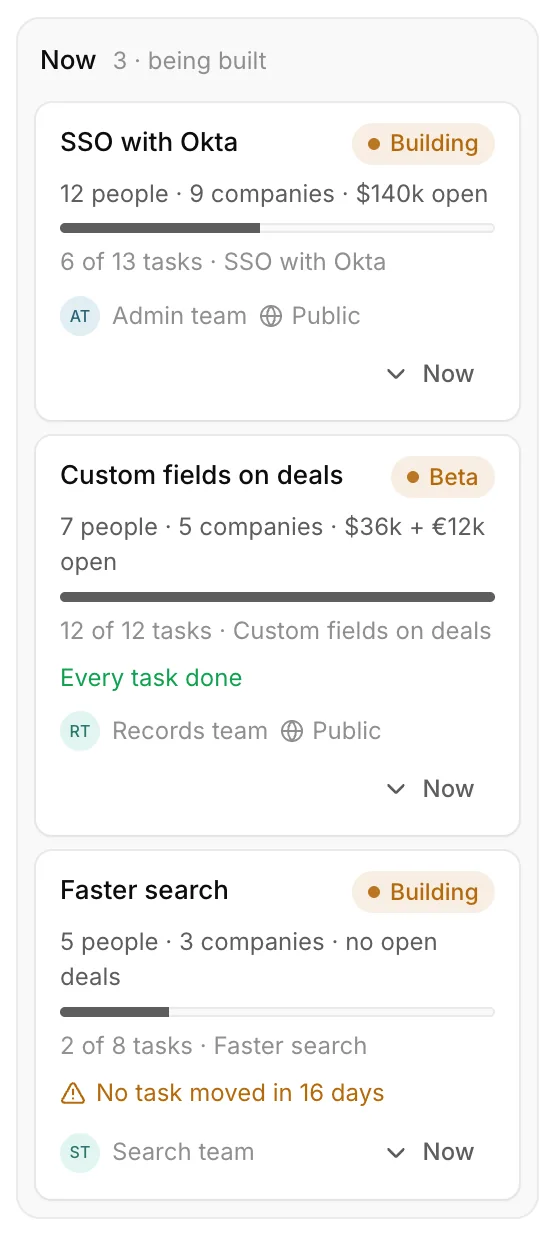 Now 3 · being built
SSO with Okta Building
12 people · 9 companies · $140k open
6 of 13 tasks · SSO with Okta
AT Admin team Public
Now
Custom fields on deals Beta
7 people · 5 companies · $36k + €12k
open
12 of 12 tasks · Custom fields on deals
Every task done
RT Records team Public
Now
Faster search Building
5 people · 3 companies · no open
deals
2 of 8 tasks · Faster search
No task moved in 16 days
ST Search team Now